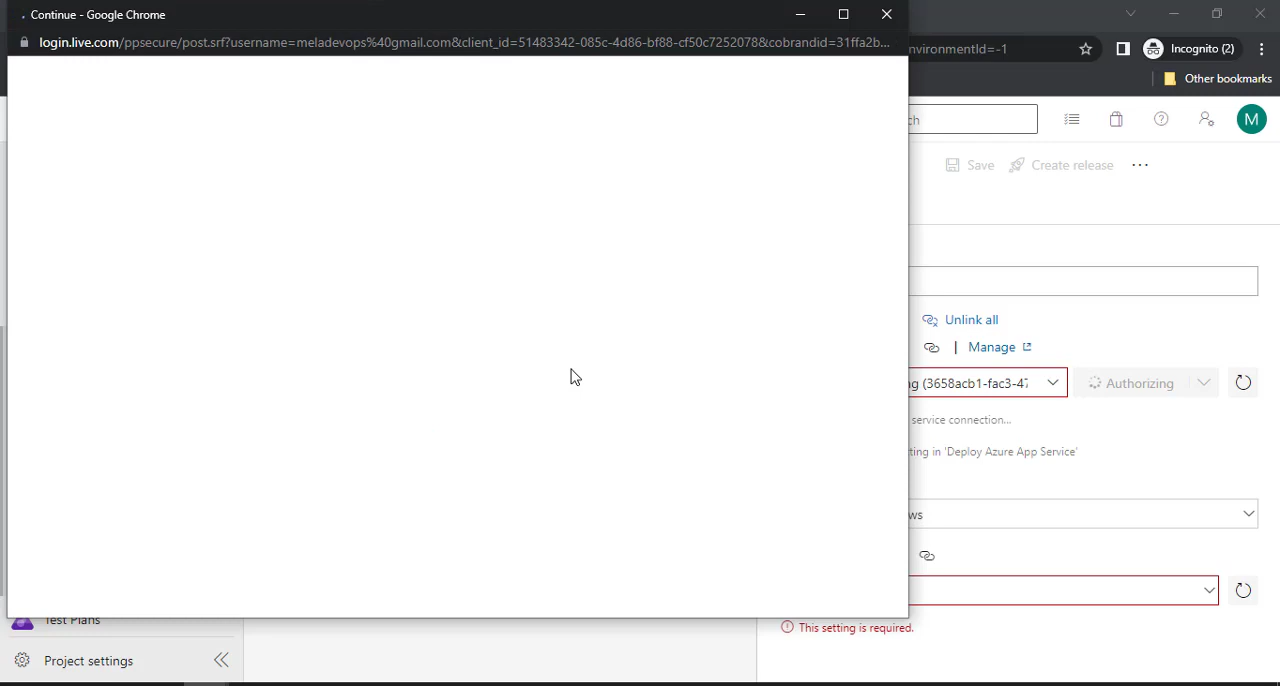 Continue - Google Chrome
login.live.com/ppsecure/post.srf?username=meladevops%40gmail.com&client_id=51483342-085c-4d86-bf88-cf50c7252078&cobrandid=31ffa2b...
nvironmentId=-1
Incognito (2)
Other bookmarks
ch
M
Save
Create release
Unlink all
| Manage
g (3658acb1-fac3-47
Authorizing
service connection...
ting in 'Deploy Azure App Service'
ws
This setting is required.
Test Plans
Project settings